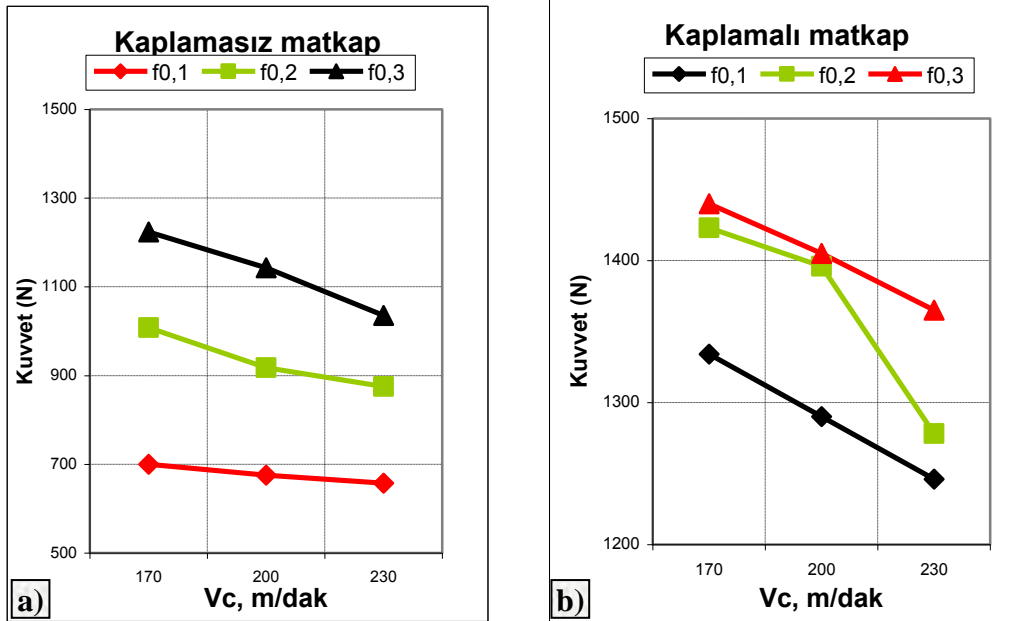 Kaplamasız matkap
f0,1 f0,2 f0,3
1500
1300
1100
900
700
500
Kuvvet (N)
170 200 230
Vc, m/dak
a)
Kaplamalı matkap
f0,1 f0,2 f0,3
1500
1400
1300
1200
Kuvvet (N)
170 200 230
Vc, m/dak
b)